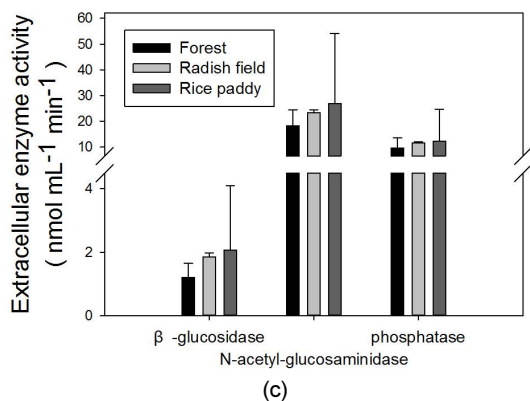 Extracellular enzyme activity
( nmol mL⁻¹ min⁻¹ )
60
50
40
30
20
10
4
2
0
Forest
Radish field
Rice paddy
β -glucosidase
N-acetyl-glucosaminidase
phosphatase
(c)